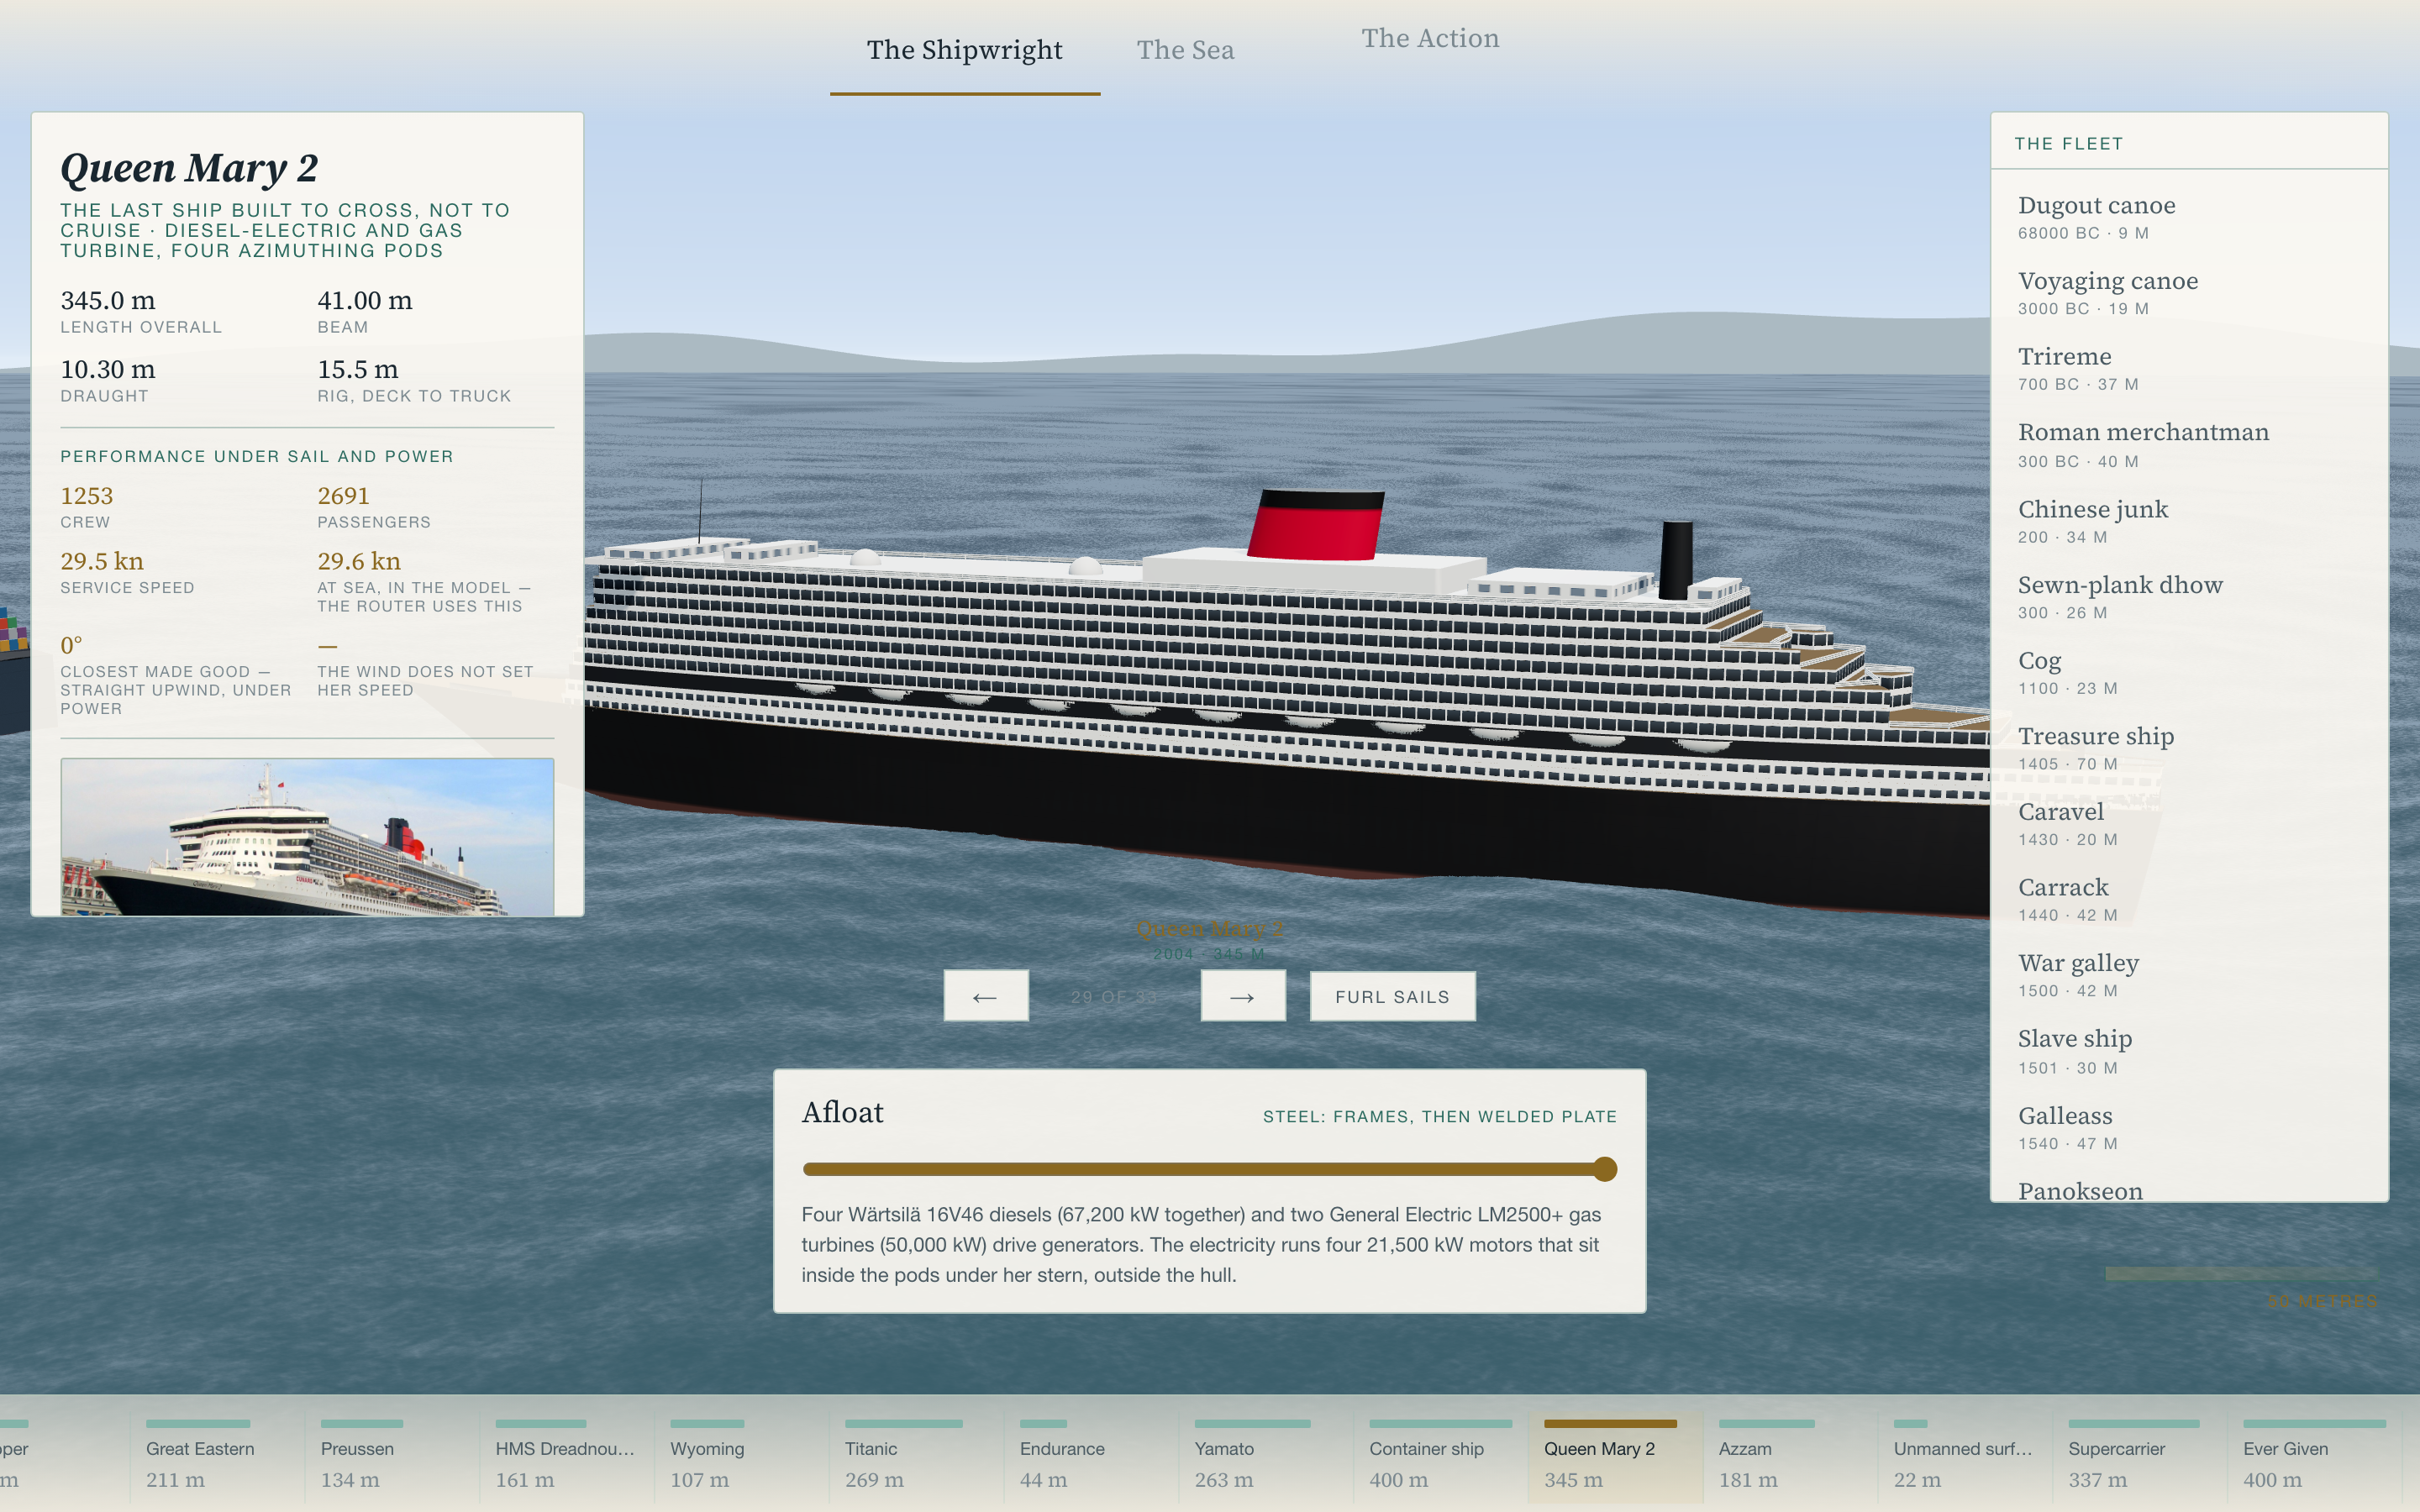 The Shipwright
The Sea
The Action
Queen Mary 2
THE LAST SHIP BUILT TO CROSS, NOT TO
CRUISE · DIESEL-ELECTRIC AND GAS
TURBINE, FOUR AZIMUTHING PODS
345.0 m
LENGTH OVERALL
41.00 m
BEAM
10.30 m
DRAUGHT
15.5 m
RIG, DECK TO TRUCK
PERFORMANCE UNDER SAIL AND POWER
1253
CREW
2691
PASSENGERS
29.5 kn
SERVICE SPEED
29.6 kn
AT SEA, IN THE MODEL —
THE ROUTER USES THIS
0°
CLOSEST MADE GOOD —
STRAIGHT UPWIND, UNDER
POWER
—
THE WIND DOES NOT SET
HER SPEED
THE FLEET
Dugout canoe
68000 BC · 9 M
Voyaging canoe
3000 BC · 19 M
Trireme
700 BC · 37 M
Roman merchantman
300 BC · 40 M
Chinese junk
200 · 34 M
Sewn-plank dhow
300 · 26 M
Cog
1100 · 23 M
Treasure ship
1405 · 70 M
Caravel
1430 · 20 M
Carrack
1440 · 42 M
War galley
1500 · 42 M
Slave ship
1501 · 30 M
Galleass
1540 · 47 M
Panokseon
Queen Mary 2
2004 · 345 M
←
29 OF 33
→
FURL SAILS
Afloat
STEEL: FRAMES, THEN WELDED PLATE
Four Wärtsilä 16V46 diesels (67,200 kW together) and two General Electric LM2500+ gas
turbines (50,000 kW) drive generators. The electricity runs four 21,500 kW motors that sit
inside the pods under her stern, outside the hull.
METRES
pper
m
Great Eastern
211 m
Preussen
134 m
HMS Dreadnou…
161 m
Wyoming
107 m
Titanic
269 m
Endurance
44 m
Yamato
263 m
Container ship
400 m
Queen Mary 2
345 m
Azzam
181 m
Unmanned surf…
22 m
Supercarrier
337 m
Ever Given
400 m